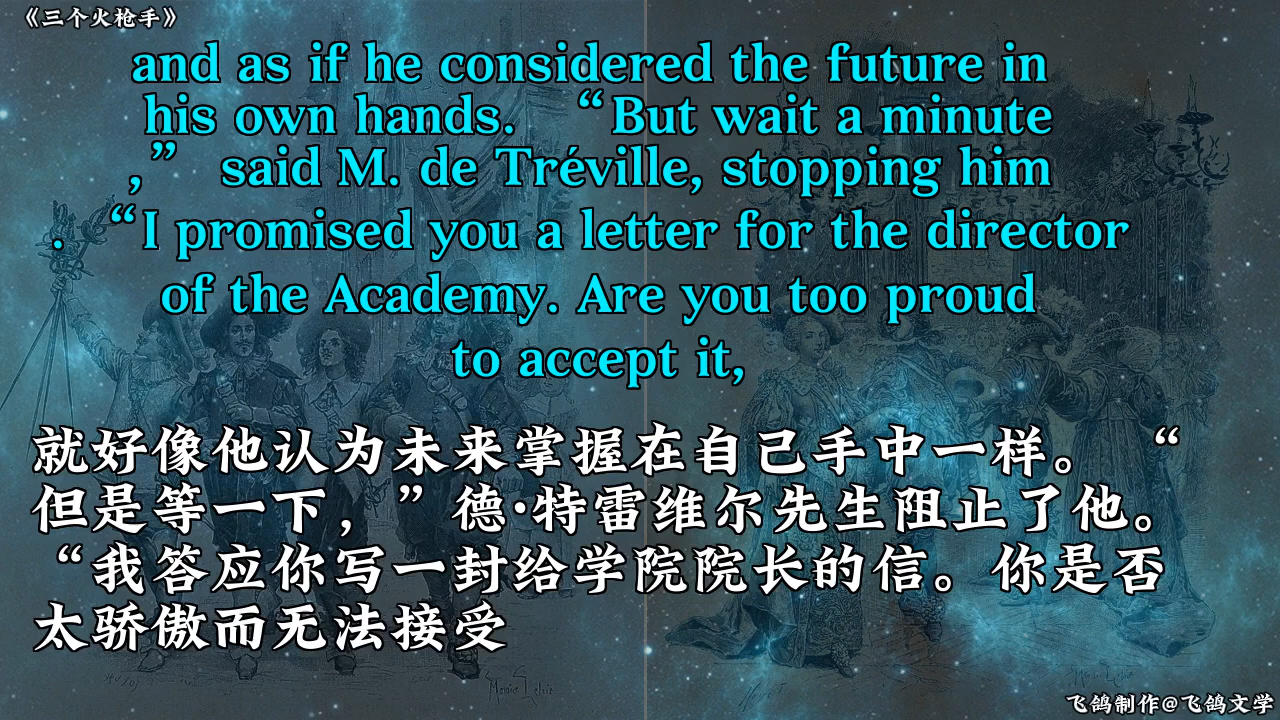 《三个火枪手》
and as if he considered the future in
his own hands. “But wait a minute
,” said M. de Tréville, stopping him
. “I promised you a letter for the director
of the Academy. Are you too proud
to accept it,
就好像他认为未来掌握在自己手中一样。“
但是等一下，”德·特雷维尔先生阻止了他。
“我答应你写一封给学院院长的信。你是否
太骄傲而无法接受
飞鸽制作@飞鸽文学